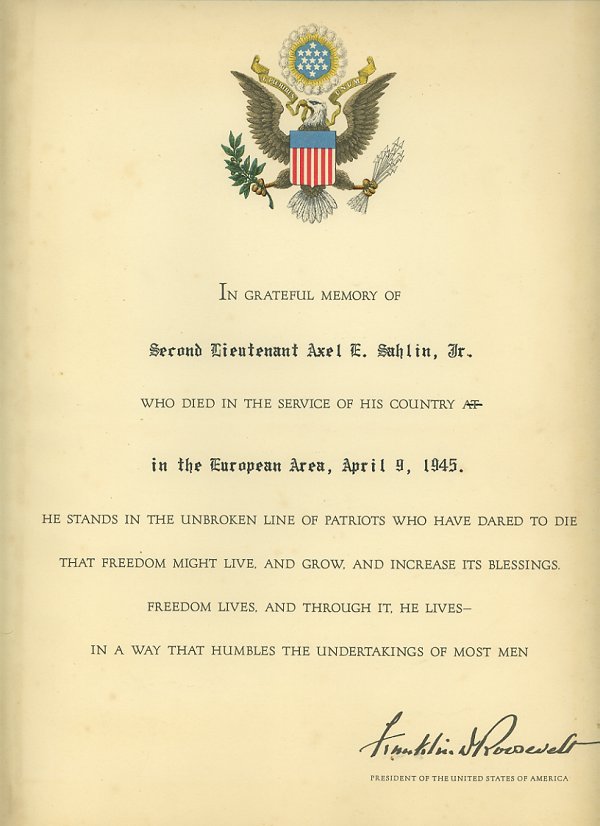 E PLURIBUS UNUM
In grateful memory of
Second Lieutenant Axel E. Sahlin, Jr.
WHO DIED IN THE SERVICE OF HIS COUNTRY AT
in the European Area, April 9, 1945.
HE STANDS IN THE UNBROKEN LINE OF PATRIOTS WHO HAVE DARED TO DIE
THAT FREEDOM MIGHT LIVE, AND GROW, AND INCREASE ITS BLESSINGS.
FREEDOM LIVES, AND THROUGH IT, HE LIVES—
IN A WAY THAT HUMBLES THE UNDERTAKINGS OF MOST MEN
Franklin D Roosevelt
PRESIDENT OF THE UNITED STATES OF AMERICA